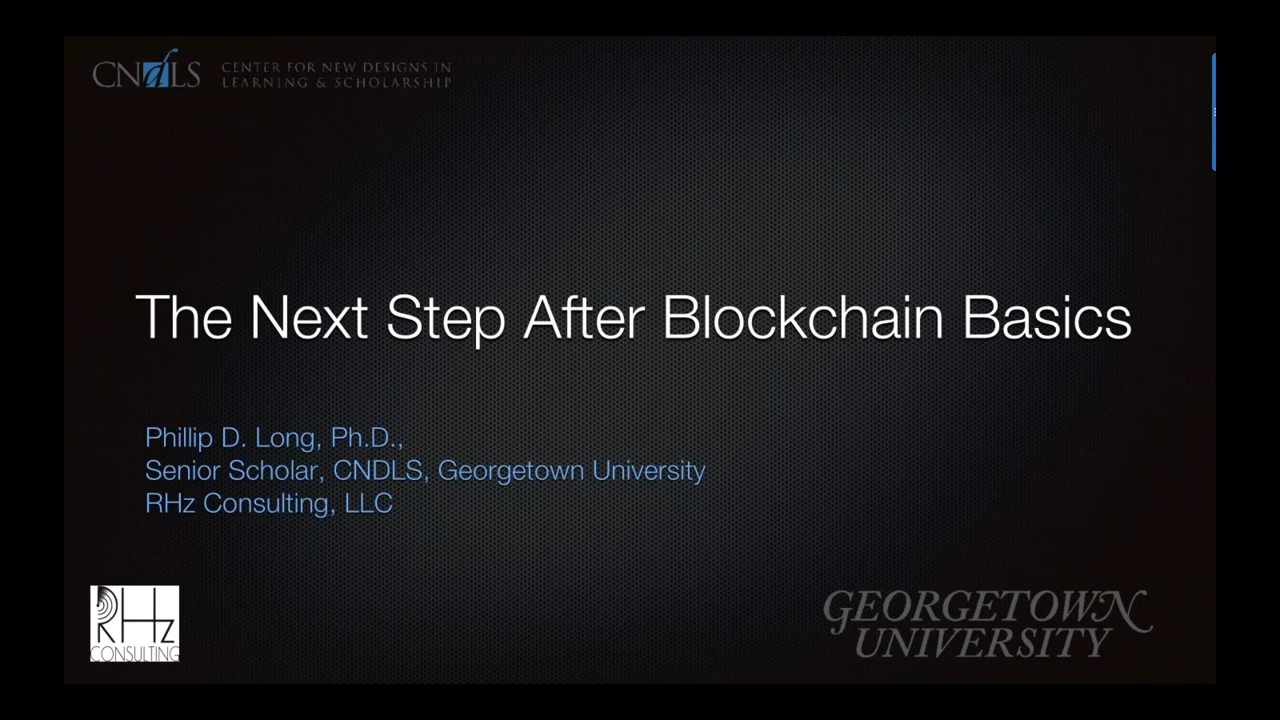 CNdLS CENTER FOR NEW DESIGNS IN
LEARNING & SCHOLARSHIP
The Next Step After Blockchain Basics
Phillip D. Long, Ph.D.,
Senior Scholar, CNDLS, Georgetown University
RHz Consulting, LLC
RHz
CONSULTING
GEORGETOWN
UNIVERSITY